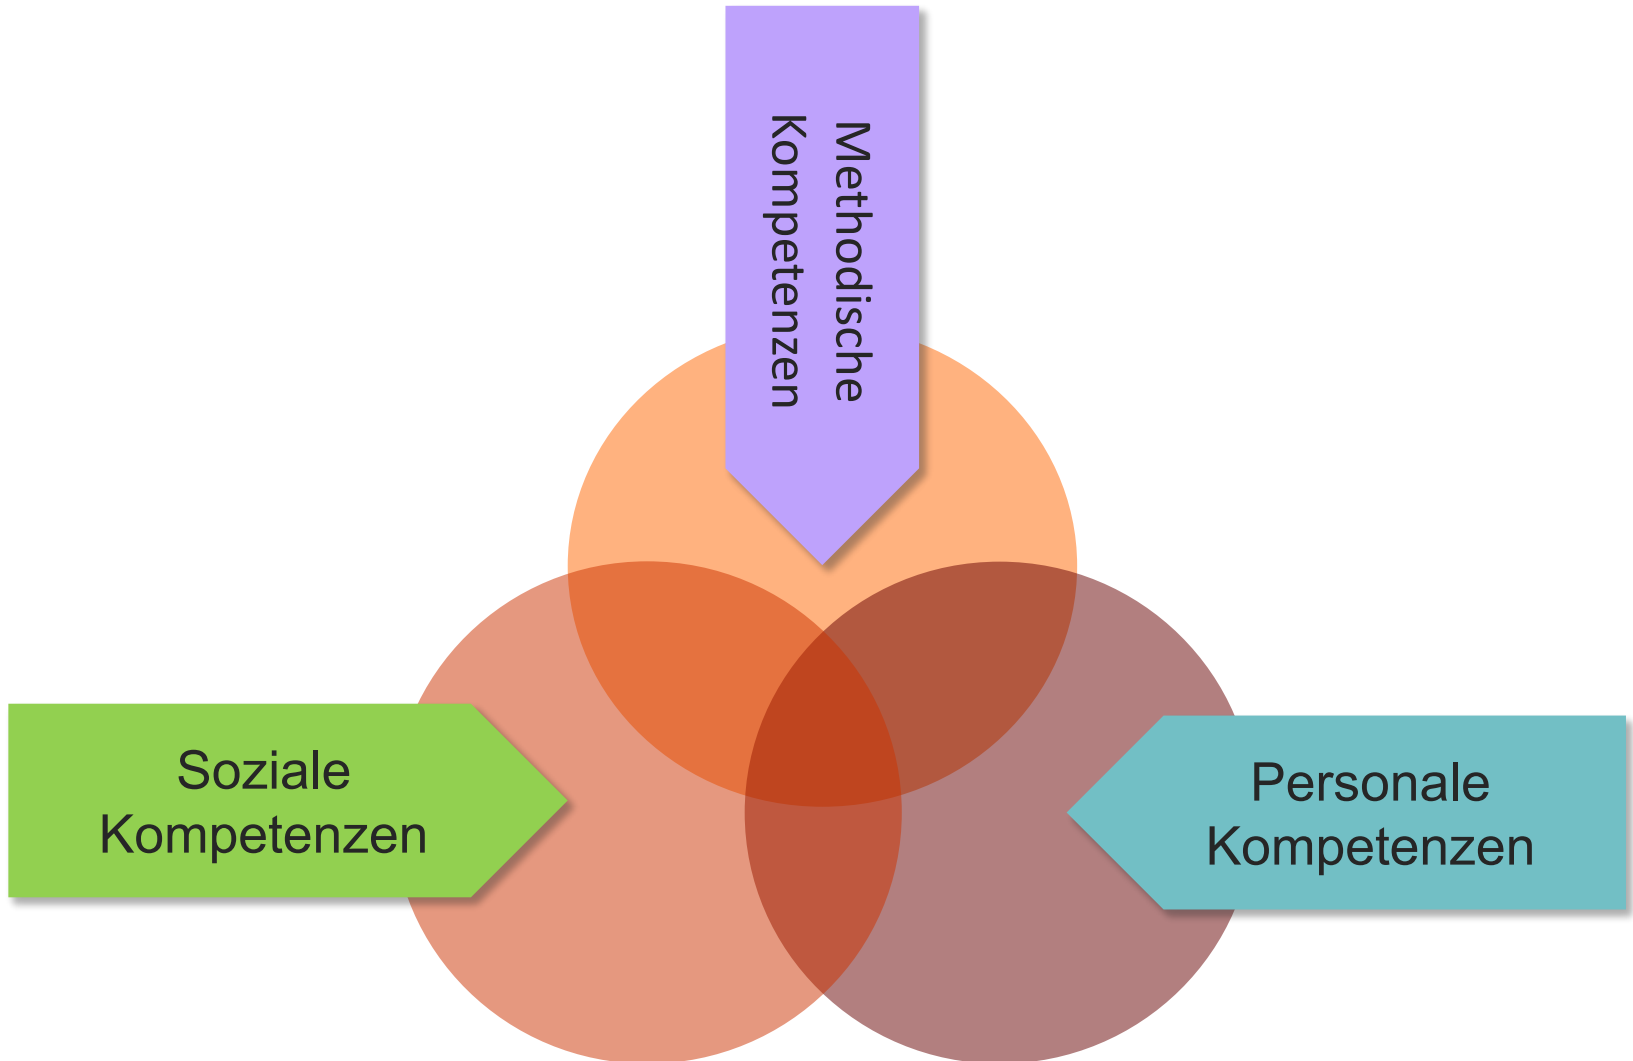 Methodische
Kompetenzen
Soziale
Kompetenzen
Personale
Kompetenzen